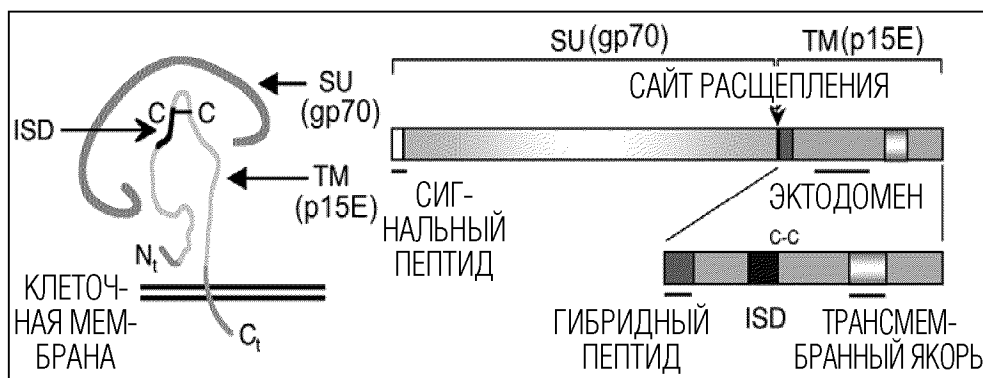 SU
(gp70)
C
C
ISD
TM
(p15E)
Nt
КЛЕТОЧ-
НАЯ МЕМ-
БРАНА
Ct
SU(gp70)
TM(p15E)
САЙТ РАСЩЕПЛЕНИЯ
СИГ-
НАЛЬНЫЙ
ПЕПТИД
ЭКТОДОМЕН
C-C
ГИБРИДНЫЙ
ПЕПТИД
ISD
ТРАНСМЕМ-
БРАННЫЙ ЯКОРЬ